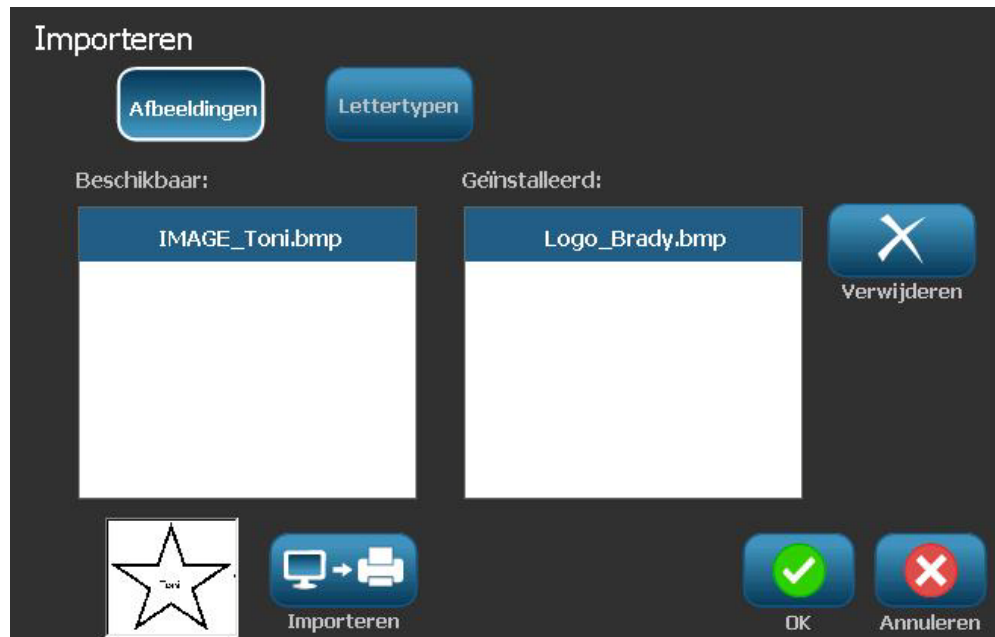 Importeren
Afbeeldingen
Lettertypen
Beschikbaar:
Geïnstalleerd:
IMAGE_Toni.bmp
Logo_Brady.bmp
Verwijderen
Toni
Importeren
OK
Annuleren